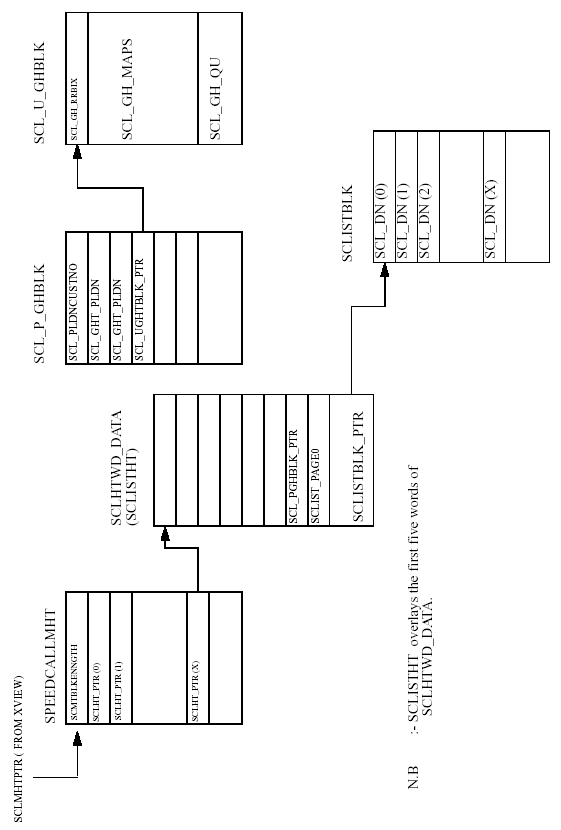 SCLMHTPTR ( FROM XVIEW)
SPEEDCALLMHT
SCMTBLKENNGTH
SCLHT_PTR (0)
SCLHT_PTR (1)
SCLHT_PTR (X)
SCLHTWD_DATA
(SCLISTHT)
SCL_PGHBLK_PTR
SCLIST_PAGE0
SCLISTBLK_PTR
SCL_P_GHBLK
SCL_PLDNCUSTNO
SCL_GHT_PLDN
SCL_GHT_PLDN
SCL_UGHTBLK_PTR
SCL_U_GHBLK
SCL_GH_RRBIX
SCL_GH_MAPS
SCL_GH_QU
SCLISTBLK
SCL_DN (0)
SCL_DN (1)
SCL_DN (2)
SCL_DN (X)
N.B :- SCLISTHT overlays the first five words of
SCLHTWD_DATA.